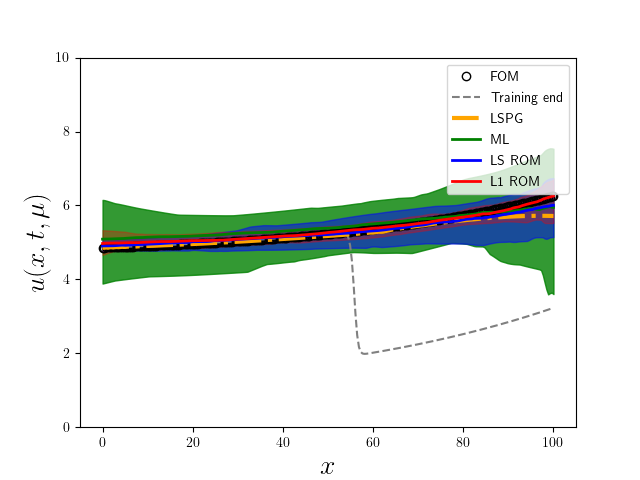 10
8
6
4
2
0
u(x, t, μ)
FOM
Training end
LSPG
ML
LS ROM
L1 ROM
0 20 40 60 80 100
x